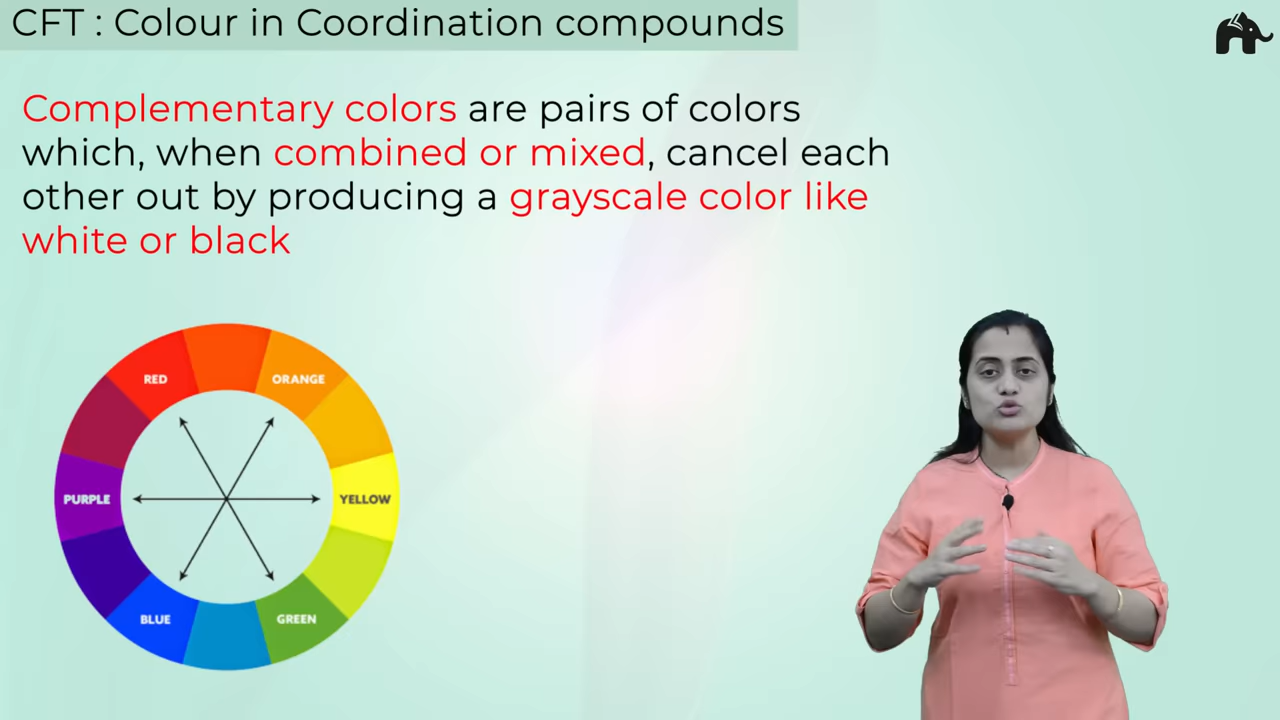 CFT : Colour in Coordination compounds
Complementary colors are pairs of colors
which, when combined or mixed, cancel each
other out by producing a grayscale color like
white or black
RED
ORANGE
PURPLE
YELLOW
BLUE
GREEN